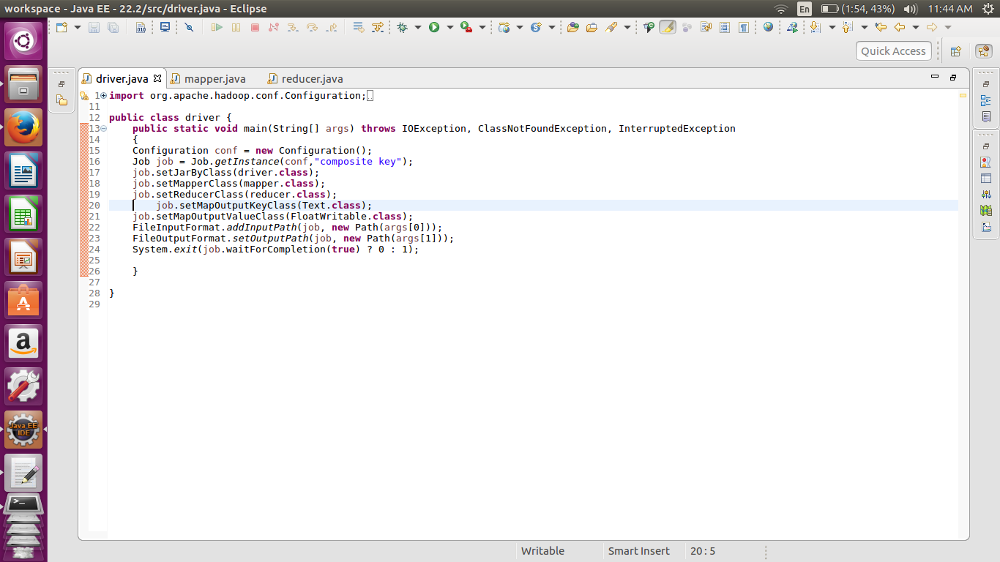 workspace - Java EE - 22.2/src/driver.java - Eclipse
En
(1:54, 43%)
11:44 AM
Quick Access
driver.java
mapper.java
reducer.java
1 import org.apache.hadoop.conf.Configuration;
11
12 public class driver {
13 public static void main(String[] args) throws IOException, ClassNotFoundException, InterruptedException
14 {
15 Configuration conf = new Configuration();
16 Job job = Job.getInstance(conf,"composite key");
17 job.setJarByClass(driver.class);
18 job.setMapperClass(mapper.class);
19 job.setReducerClass(reducer.class);
20 job.setMapOutputKeyClass(Text.class);
21 job.setMapOutputValueClass(FloatWritable.class);
22 FileInputFormat.addInputPath(job, new Path(args[0]));
23 FileOutputFormat.setOutputPath(job, new Path(args[1]));
24 System.exit(job.waitForCompletion(true) ? 0 : 1);
25
26 }
27
28 }
29
Java EE
IDE
Writable
Smart Insert
20 : 5